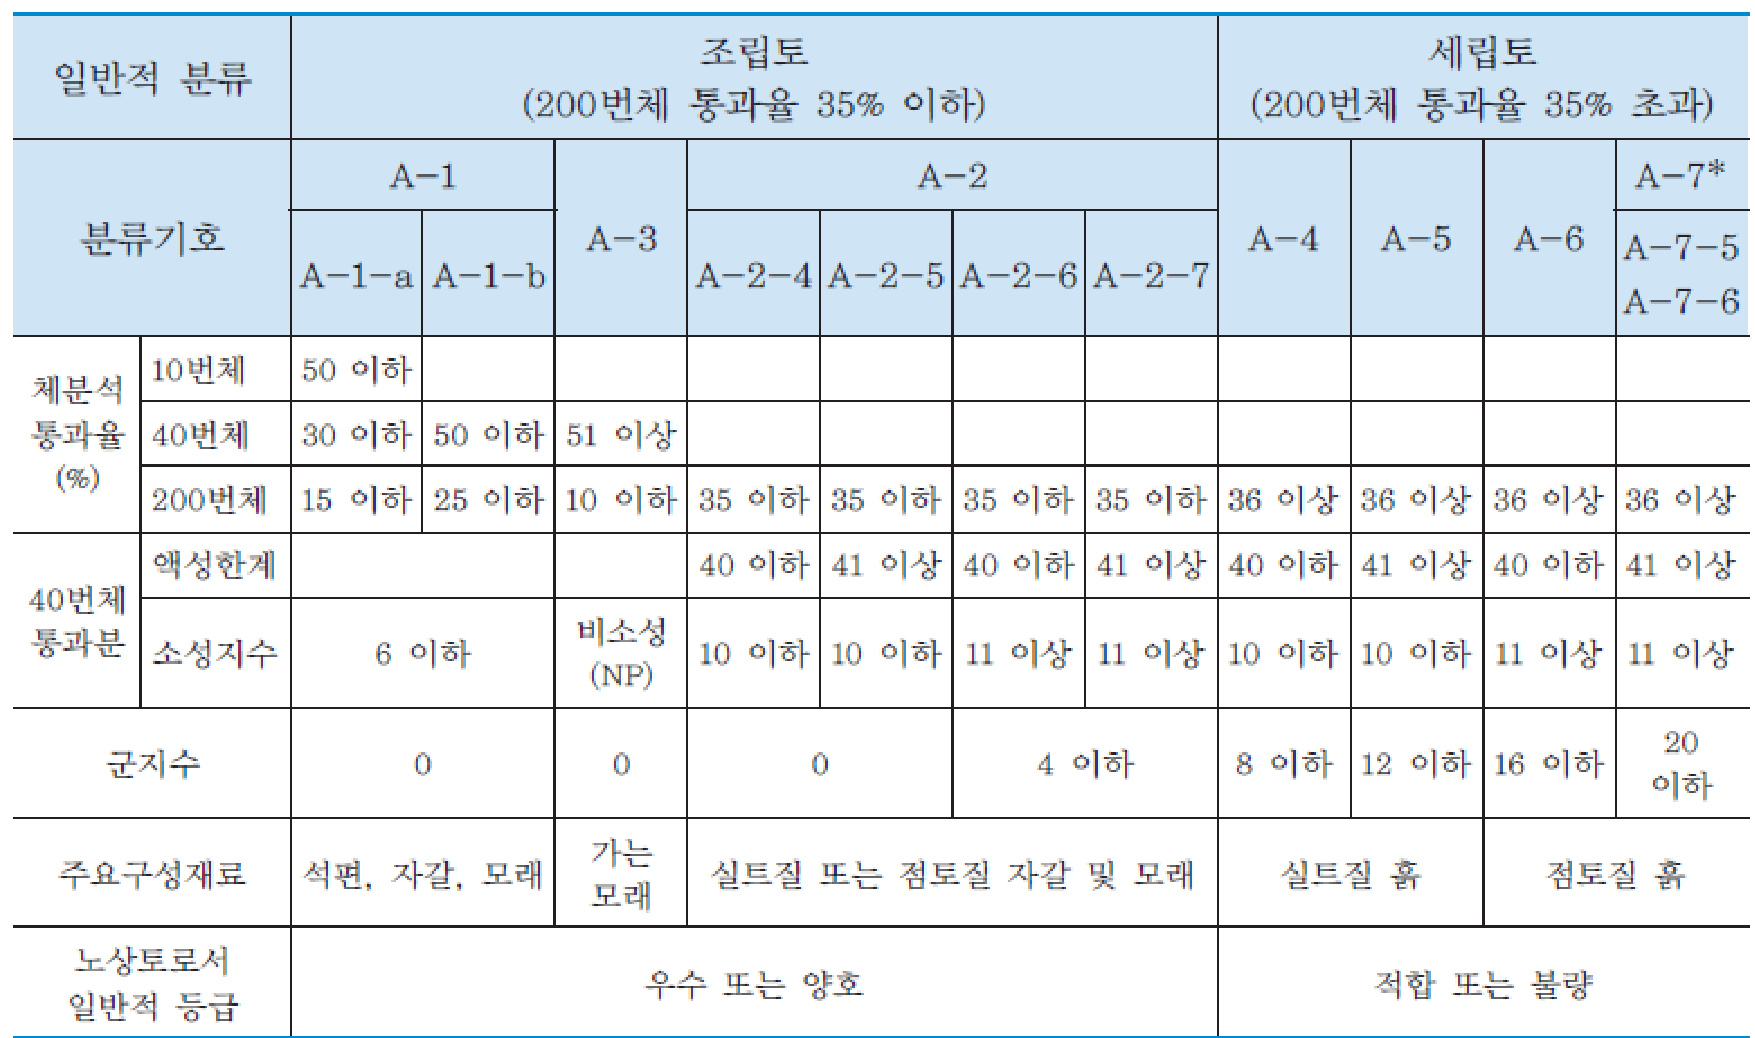 일반적 분류
조립토
(200번체 통과율 35% 이하)
세립토
(200번체 통과율 35% 초과)
분류기호
A-1
A-3
A-2
A-4
A-5
A-6
A-7*
A-1-a
A-1-b
A-2-4
A-2-5
A-2-6
A-2-7
A-7-5
A-7-6
체분석
통과율
(%)
10번체
50 이하
40번체
30 이하
50 이하
51 이상
200번체
15 이하
25 이하
10 이하
35 이하
35 이하
35 이하
35 이하
36 이상
36 이상
36 이상
36 이상
40번체
통과분
액성한계
40 이하
41 이상
40 이하
41 이상
40 이하
41 이상
40 이하
41 이상
소성지수
6 이하
비소성
(NP)
10 이하
10 이하
11 이상
11 이상
10 이하
10 이하
11 이상
11 이상
군지수
0
0
0
4 이하
8 이하
12 이하
16 이하
20
이하
주요구성재료
석편, 자갈, 모래
가는
모래
실트질 또는 점토질 자갈 및 모래
실트질 흙
점토질 흙
노상토로서
일반적 등급
우수 또는 양호
적합 또는 불량